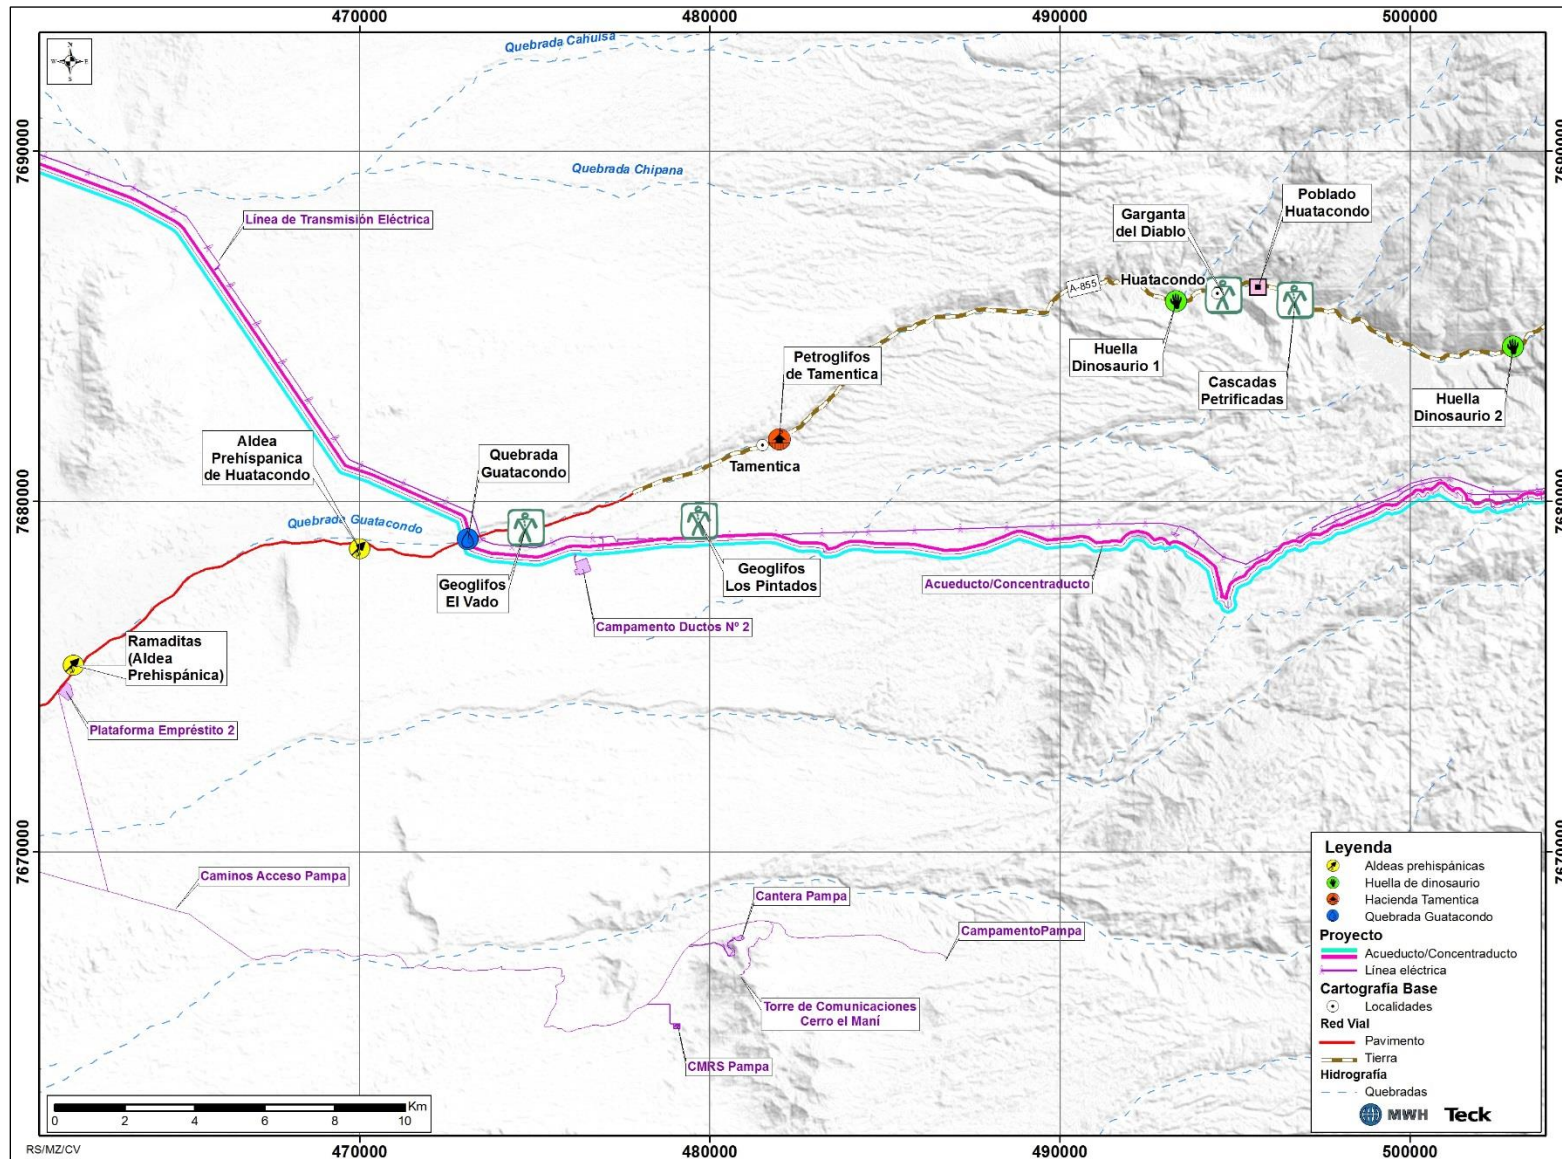 470000
480000
490000
500000
N
W
E
S
Quebrada Cahuisa
7690000
7690000
Quebrada Chipana
Línea de Transmisión Eléctrica
Garganta
del Diablo
Poblado
Huatacondo
A-855
Huatacondo
Huella
Dinosaurio 1
Cascadas
Petrificadas
Huella
Dinosaurio 2
Petroglifos
de Tamentica
Tamentica
Aldea
Prehispanica
de Huatacondo
Quebrada
Guatacondo
7680000
7680000
Quebrada Guatacondo
Geoglifos
El Vado
Geoglifos
Los Pintados
Acueducto/Concentraducto
Campamento Ductos Nº 2
Ramaditas
(Aldea
Prehispánica)
Plataforma Empréstito 2
7670000
7670000
Caminos Acceso Pampa
Cantera Pampa
CampamentoPampa
Torre de Comunicaciones
Cerro el Maní
CMRS Pampa
Leyenda
Aldeas prehispánicas
Huella de dinosaurio
Hacienda Tamentica
Quebrada Guatacondo
Proyecto
Acueducto/Concentraducto
Línea eléctrica
Cartografía Base
Localidades
Red Vial
Pavimento
Tierra
Hidrografía
Quebradas
MWH Teck
Km
0 2 4 6 8 10
RS/MZ/CV
470000
480000
490000
500000